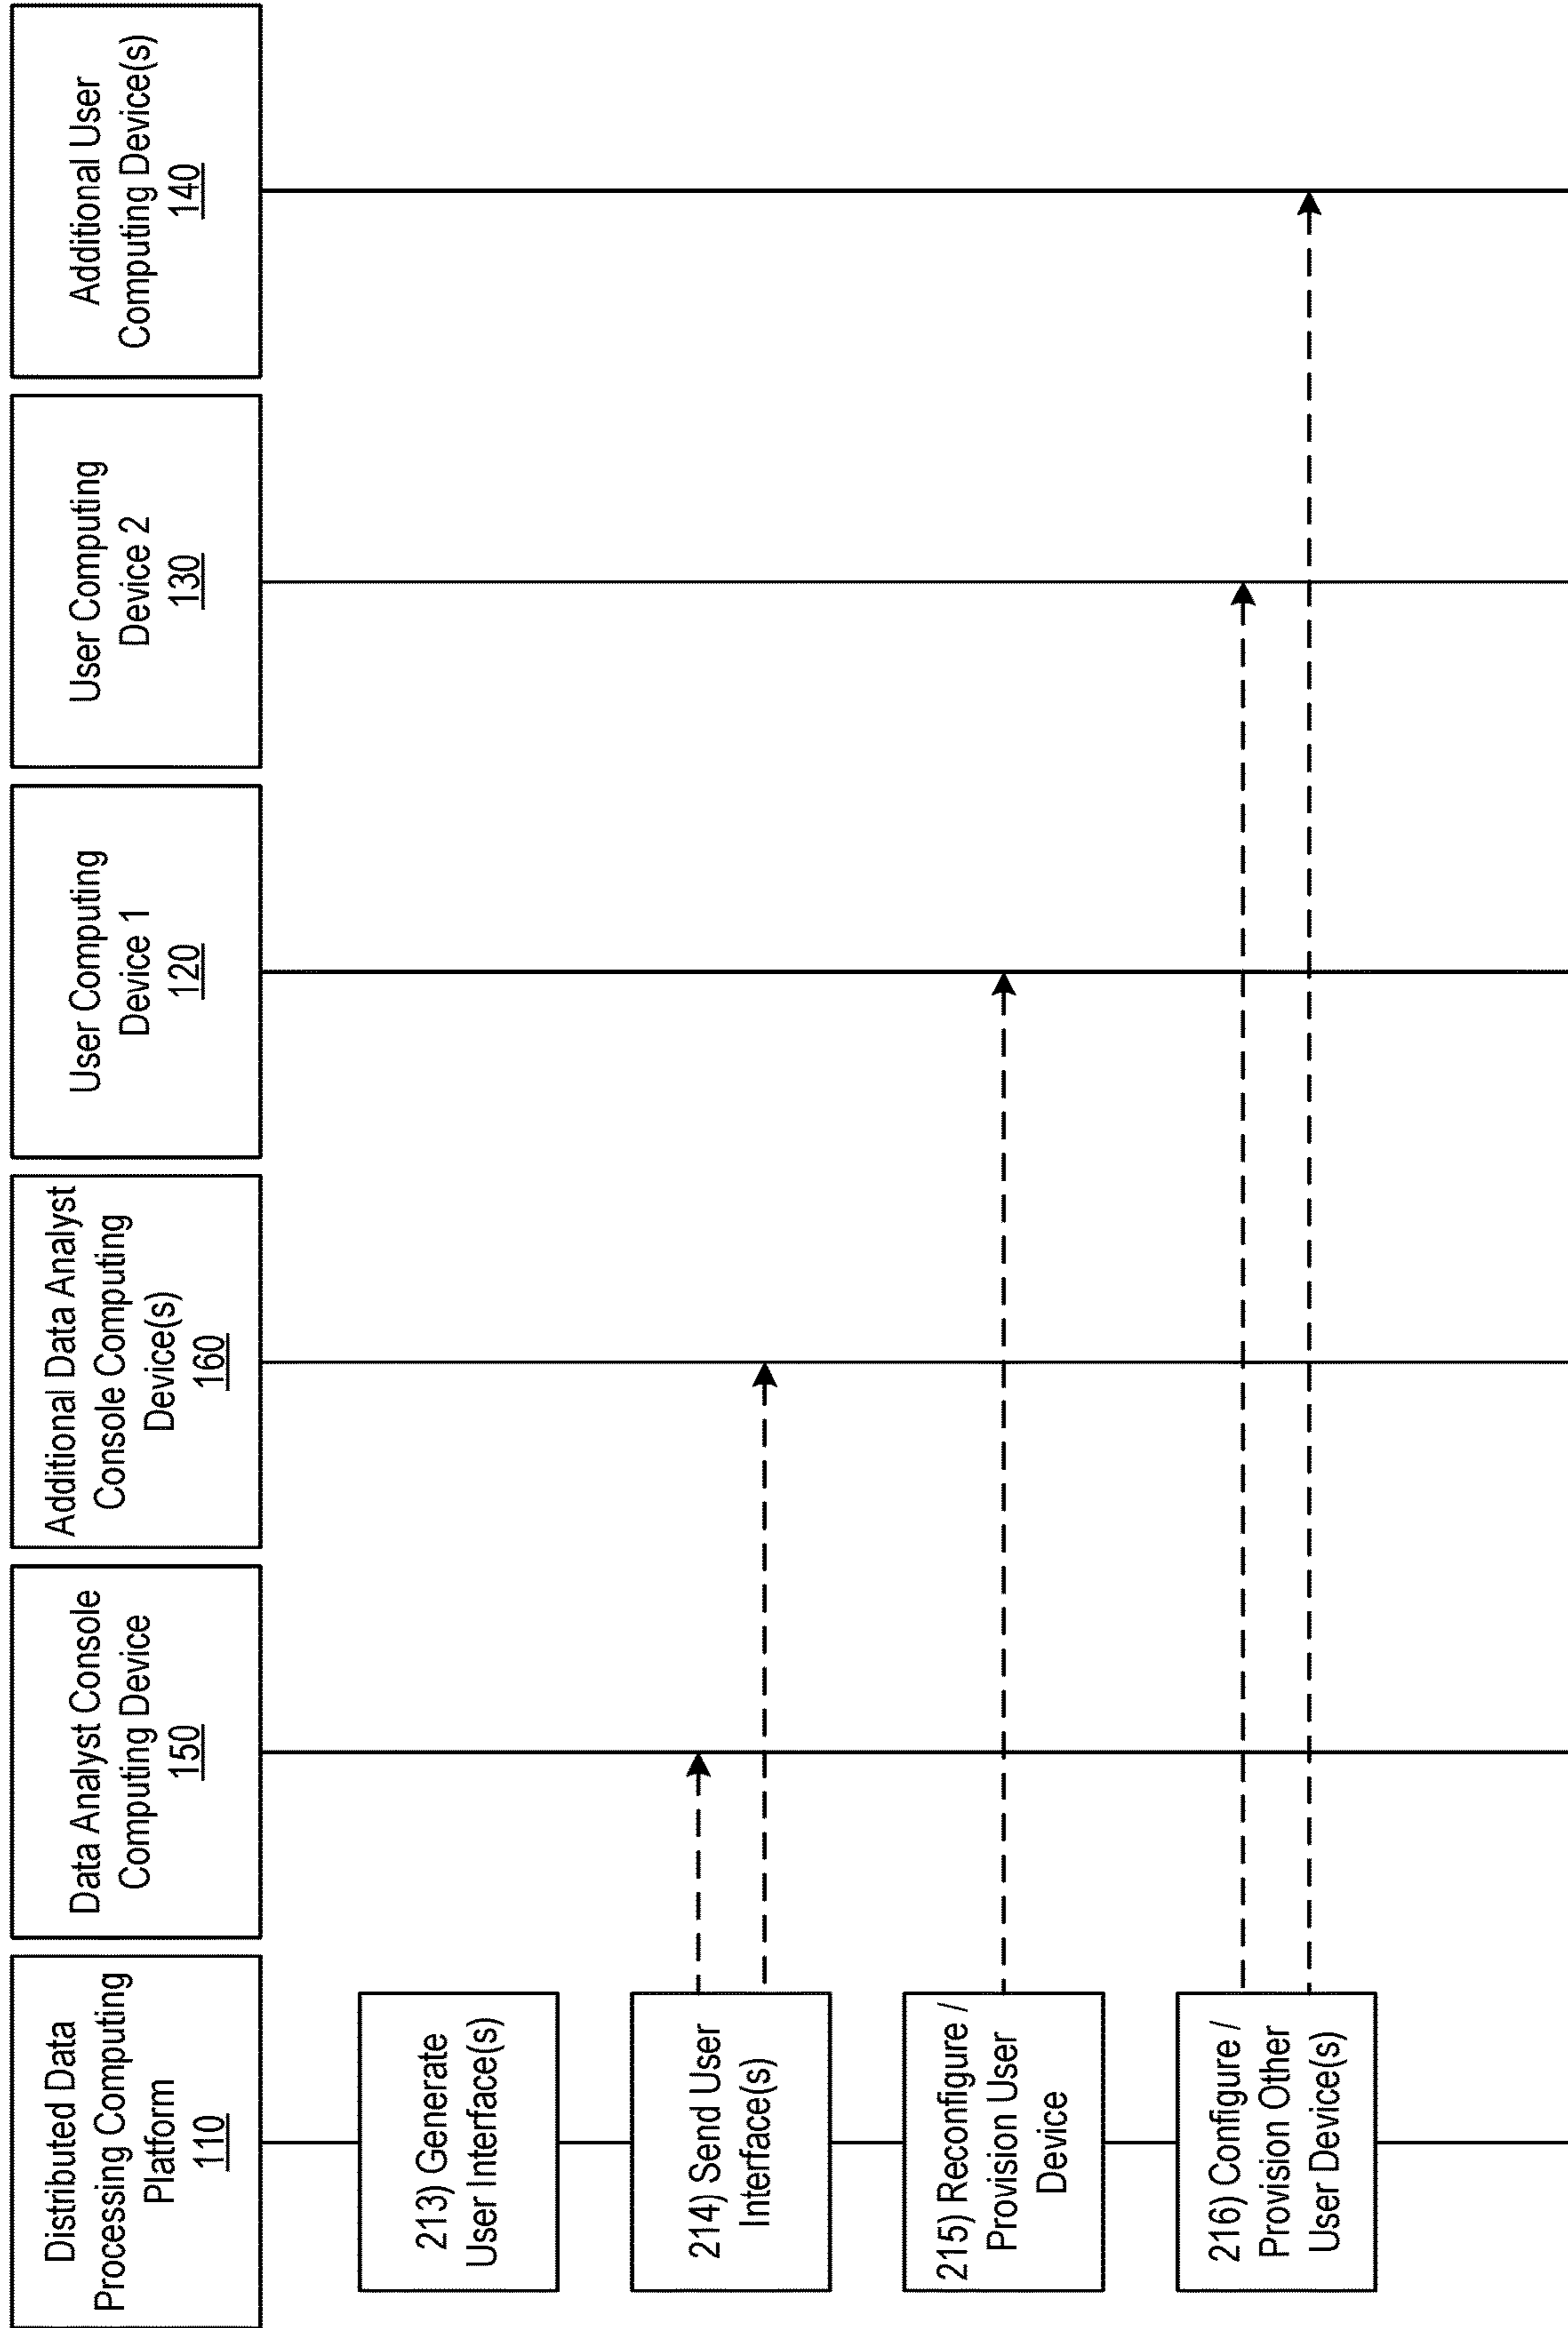 Distributed Data
Processing Computing
Platform
110
Data Analyst Console
Computing Device
150
Additional Data Analyst
Console Computing
Device(s)
160
User Computing
Device 1
120
User Computing
Device 2
130
Additional User
Computing Device(s)
140
213) Generate
User Interface(s)
214) Send User
Interface(s)
215) Reconfigure /
Provision User
Device
216) Configure /
Provision Other
User Device(s)